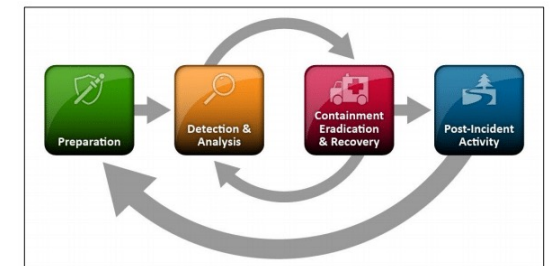 Preparation
Detection &
Analysis
Containment
Eradication
& Recovery
Post-Incident
Activity